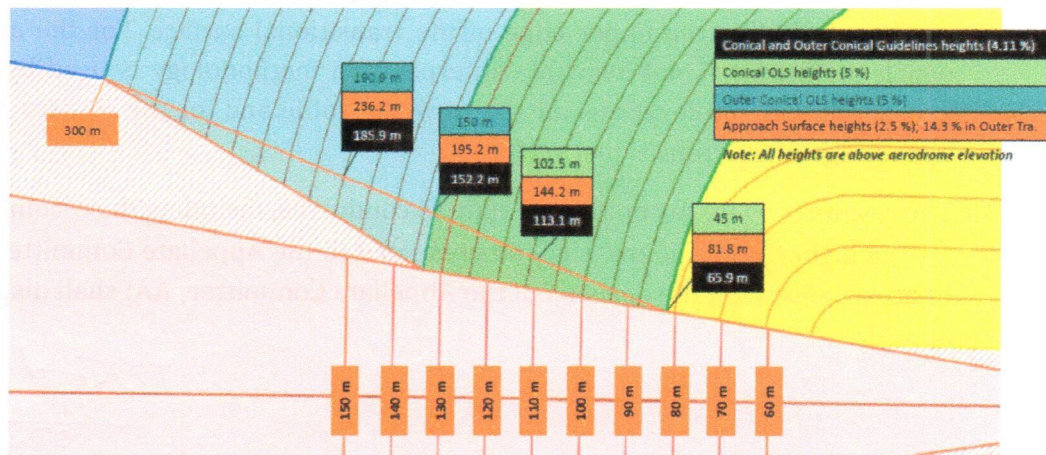 Conical and Outer Conical Guidelines heights (4.11 %)
Conical OLS heights (5 %)
Outer Conical OLS heights (5 %)
Approach Surface heights (2.5 %); 14.3 % in Outer Tra.
Note: All heights are above aerodrome elevation
300 m
190.9 m
236.2 m
185.9 m
150 m
195.2 m
152.2 m
102.5 m
144.2 m
113.1 m
45 m
81.8 m
65.9 m
150 m
140 m
130 m
120 m
110 m
100 m
90 m
80 m
70 m
60 m